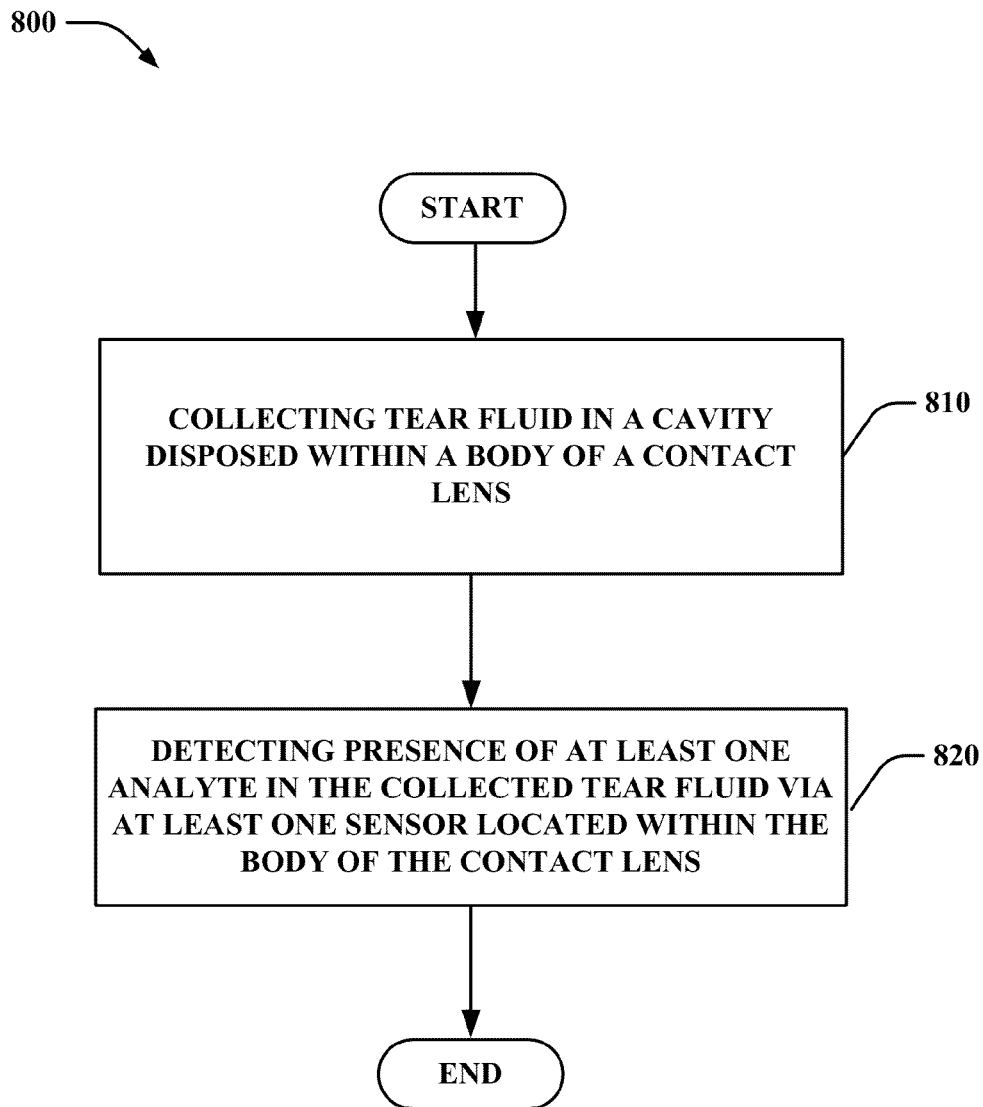 800
START
COLLECTING TEAR FLUID IN A CAVITY
DISPOSED WITHIN A BODY OF A CONTACT
LENS
810
DETECTING PRESENCE OF AT LEAST ONE
ANALYTE IN THE COLLECTED TEAR FLUID VIA
AT LEAST ONE SENSOR LOCATED WITHIN THE
BODY OF THE CONTACT LENS
820
END